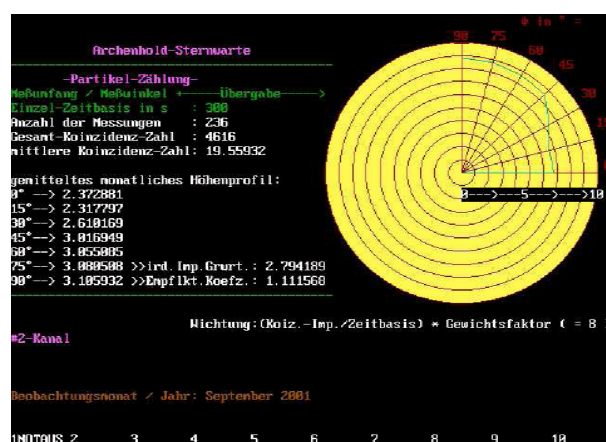 Φ in ° =
Archenhold-Sternwarte
90 75 60 45 30 15
-Partikel-Zählung-
Meßumfang / Meßwinkel +-----Übergabe----->
Einzel-Zeitbasis in s : 300
Anzahl der Messungen : 236
Gesamt-Koinzidenz-Zahl : 4616
mittlere Koinzidenz-Zahl: 19.55932
gemitteltes monatliches Höhenprofil:
0° --> 2.372881
15°--> 2.317797
30°--> 2.610169
45°--> 3.016949
60°--> 3.055085
75°--> 3.080508 >>ird.Imp.Grurt.: 2.794189
90°--> 3.105932 >>Empflkt.Koefz.: 1.111568
0--->---5--->--->10
Wichtung:(Koiz.-Imp./Zeitbasis) * Gewichtsfaktor ( = 8
#2-Kanal
Beobachtungsmonat / Jahr: September 2001
1NOTAUS 2 3 4 5 6 7 8 9 10